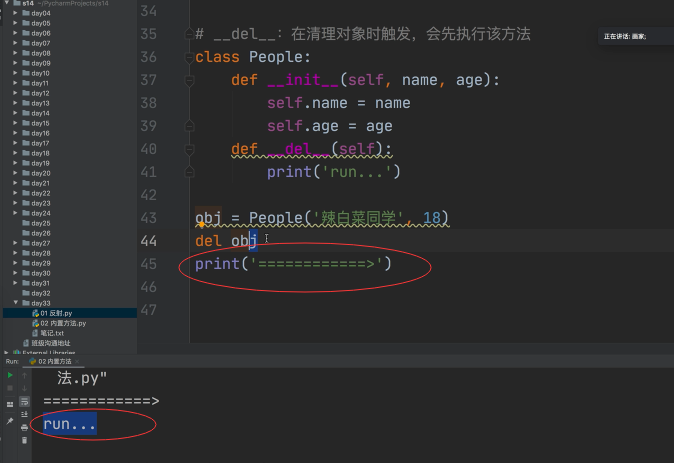 s14 ~/PycharmProjects/s14
day04
day05
day06
day07
day08
day09
day10
day11
day12
day13
day14
day15
day16
day17
day18
day19
day20
day21
day22
day23
day24
day25
day26
day27
day28
day29
day30
day31
day32
day33
01 反射.py
02 内置方法.py
笔记.txt
班级沟通地址
External Libraries
34
35 # __del__: 在清理对象时触发，会先执行该方法
36 class People:
37 def __init__(self, name, age):
38 self.name = name
39 self.age = age
40 def __del__(self):
41 print('run...')
42
43 obj = People('辣白菜同学', 18)
44 del obj
45 print('============>')
46
47
正在讲话: 画家;
Run: 02 内置方法
法.py"
============>
run...